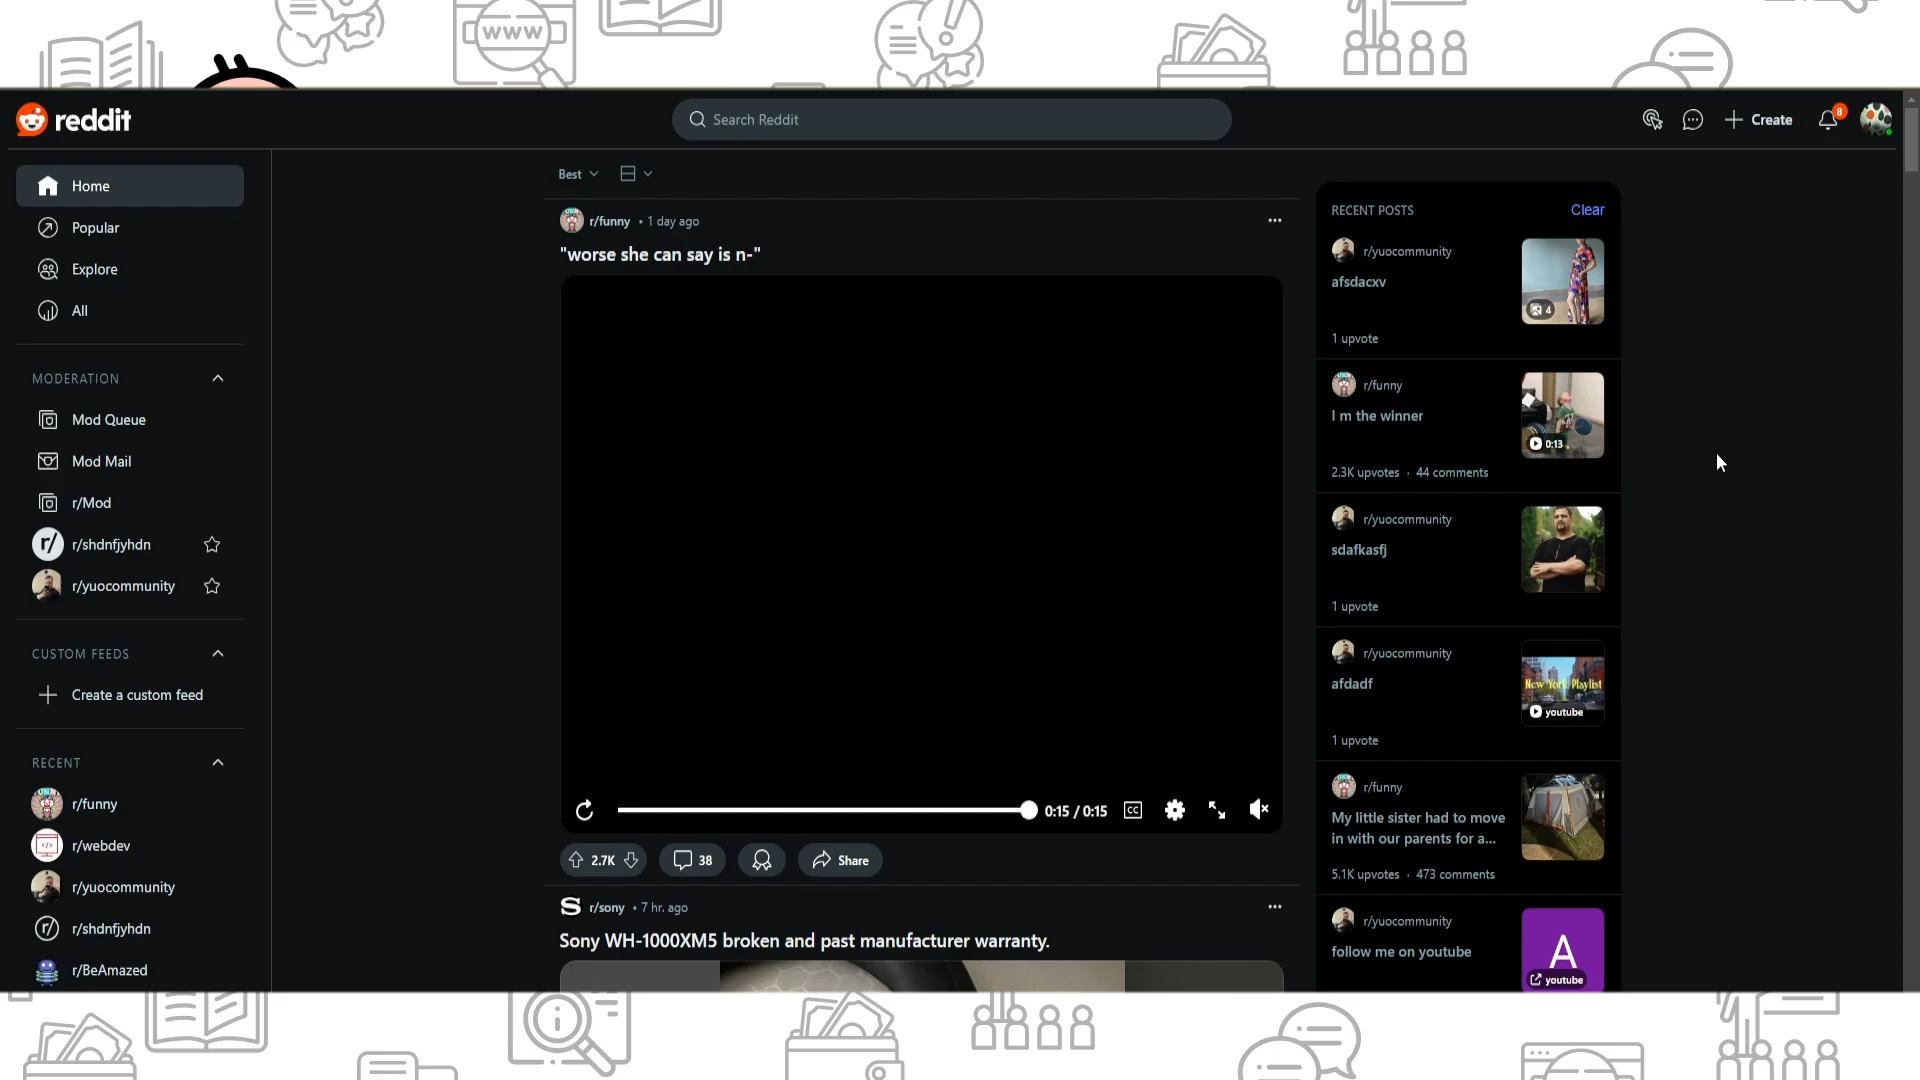 www
reddit
Search Reddit
Create
8
Home
Popular
Explore
All
MODERATION
Mod Queue
Mod Mail
r/Mod
r/ r/shdnfjyhdn
r/yuocommunity
CUSTOM FEEDS
Create a custom feed
RECENT
r/funny
r/webdev
r/yuocommunity
r/ r/shdnfjyhdn
r/BeAmazed
Best
r/funny • 1 day ago
"worse she can say is n-"
0:15 / 0:15 CC
2.7K 38 Share
S r/sony • 7 hr. ago
Sony WH-1000XM5 broken and past manufacturer warranty.
RECENT POSTS Clear
r/yuocommunity
afsdacxv
4
1 upvote
r/funny
I m the winner
0:13
2.3K upvotes · 44 comments
r/yuocommunity
sdafkasfj
1 upvote
r/yuocommunity
afdadf
New York Playlist
youtube
1 upvote
r/funny
My little sister had to move
in with our parents for a...
5.1K upvotes · 473 comments
r/yuocommunity
follow me on youtube
A
youtube